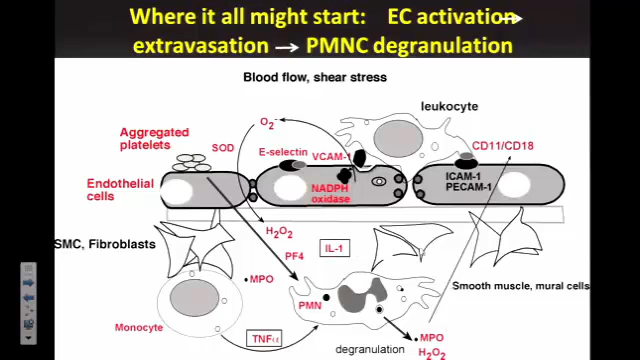 Where it all might start: EC activation→
extravasation → PMNC degranulation
Blood flow, shear stress
leukocyte
O2-
Aggregated
platelets
SOD
E-selectin
VCAM-1
CD11/CD18
Endothelial
cells
NADPH
oxidase
ICAM-1
PECAM-1
H2O2
SMC, Fibroblasts
IL-1
PF4
MPO
Smooth muscle, mural cells
PMN
Monocyte
TNFα
degranulation
MPO
H2O2